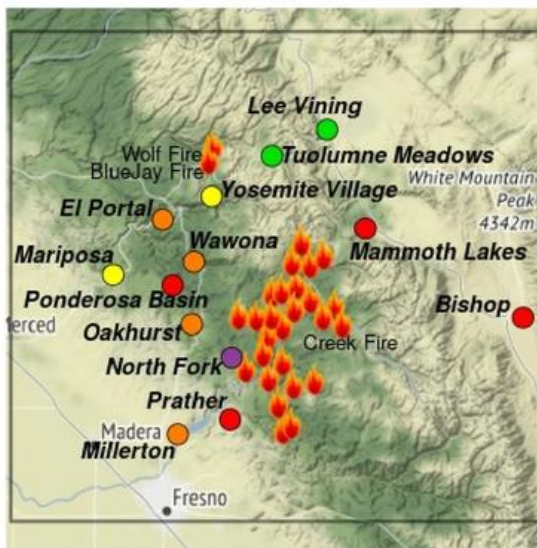 Lee Vining
Wolf Fire
Tuolumne Meadows
BlueJay Fire
White Mountain
Peak
4342m
Yosemite Village
El Portal
Wawona
Mariposa
Mammoth Lakes
Ponderosa Basin
Bishop
Oakhurst
Creek Fire
North Fork
Prather
Madera
Millerton
Fresno